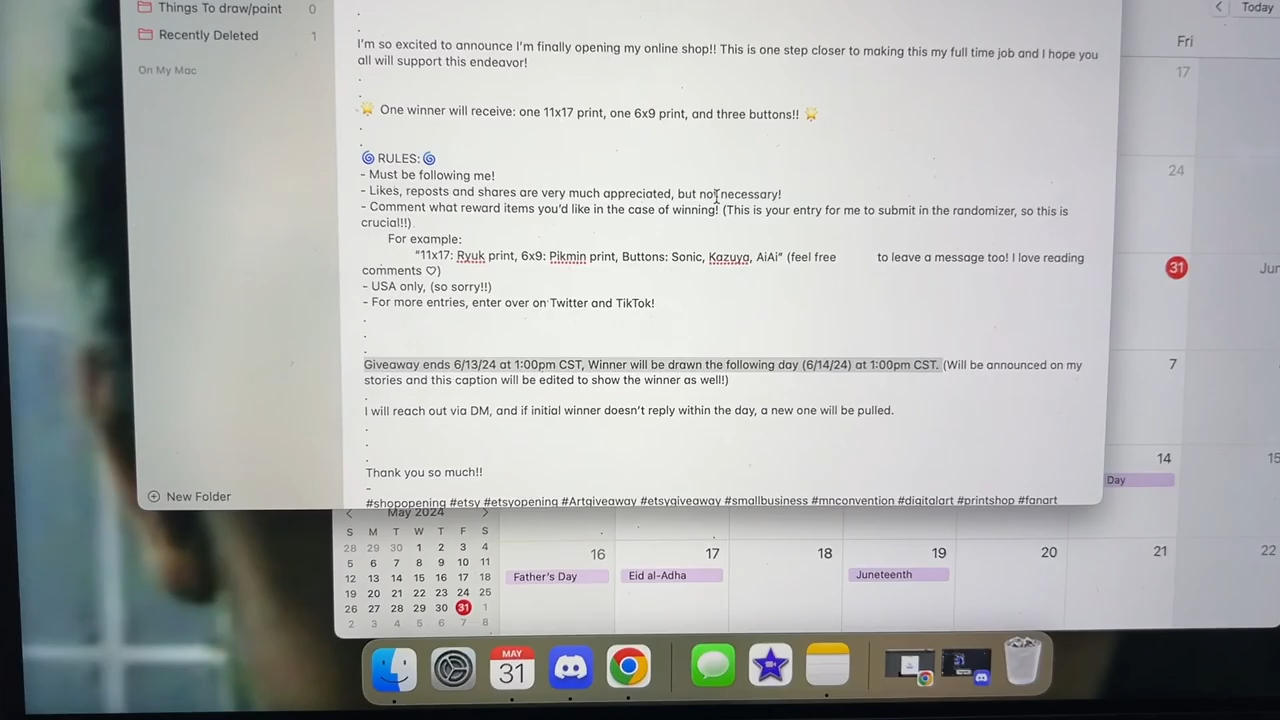 Things To draw/paint 0
Recently Deleted 1
On My Mac
New Folder
.
I'm so excited to announce I'm finally opening my online shop!! This is one step closer to making this my full time job and I hope you
all will support this endeavor!
.
.
🌟 One winner will receive: one 11x17 print, one 6x9 print, and three buttons!! 🌟
.
🌀 RULES: 🌀
- Must be following me!
- Likes, reposts and shares are very much appreciated, but not necessary!
- Comment what reward items you'd like in the case of winning! (This is your entry for me to submit in the randomizer, so this is
crucial!!)
For example:
"11x17: Ryuk print, 6x9: Pikmin print, Buttons: Sonic, Kazuya, AiAi" (feel free to leave a message too! I love reading
comments ♡)
- USA only, (so sorry!!)
- For more entries, enter over on Twitter and TikTok!
.
.
.
Giveaway ends 6/13/24 at 1:00pm CST, Winner will be drawn the following day (6/14/24) at 1:00pm CST. (Will be announced on my
stories and this caption will be edited to show the winner as well!)
.
I will reach out via DM, and if initial winner doesn't reply within the day, a new one will be pulled.
.
.
.
Thank you so much!!
-
#shopopening #etsy #etsyopening #Artgiveaway #etsygiveaway #smallbusiness #mnconvention #digitalart #printshop #fanart
< Today
Fri
17
24
31 Jun
7
14 15
Day
16 17 18 19 20 21 22
Father's Day Eid al-Adha Juneteenth
< May 2024 >
S M T W T F S
28 29 30 1 2 3 4
5 6 7 8 9 10 11
12 13 14 15 16 17 18
19 20 21 22 23 24 25
26 27 28 29 30 31 1
2 3 4 5 6 7 8
MAY
31